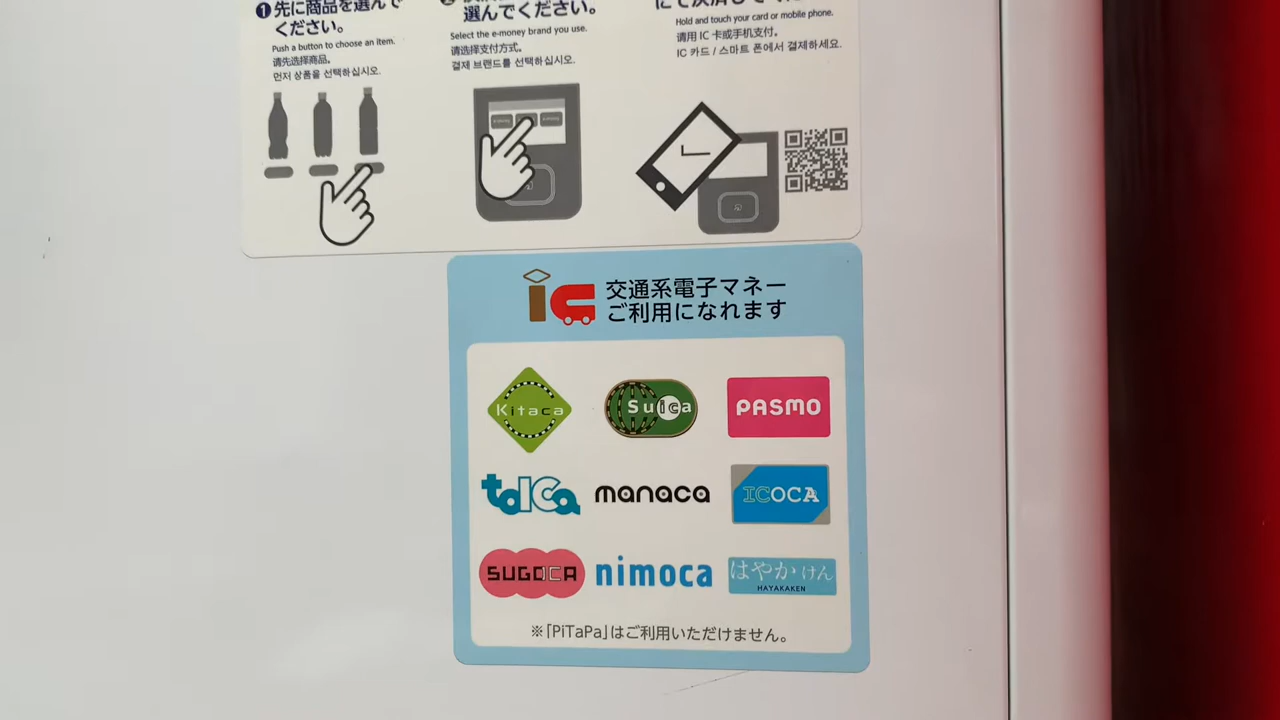 ❶先に商品を選んで
ください。
Push a button to choose an item.
请先选择商品。
먼저 상품을 선택하십시오.
選んでください。
Select the e-money brand you use.
请选择支付方式。
결제 브랜드를 선택하십시오.
Hold and touch your card or mobile phone.
请用 IC 卡或手机支付。
IC 카드 / 스마트 폰에서 결제하세요.
交通系電子マネー
ご利用になれます
Kitaca
Suica
PASMO
toICa
manaca
ICOCA
SUGOCA
nimoca
はやかけん
HAYAKAKEN
※「PiTaPa」はご利用いただけません。